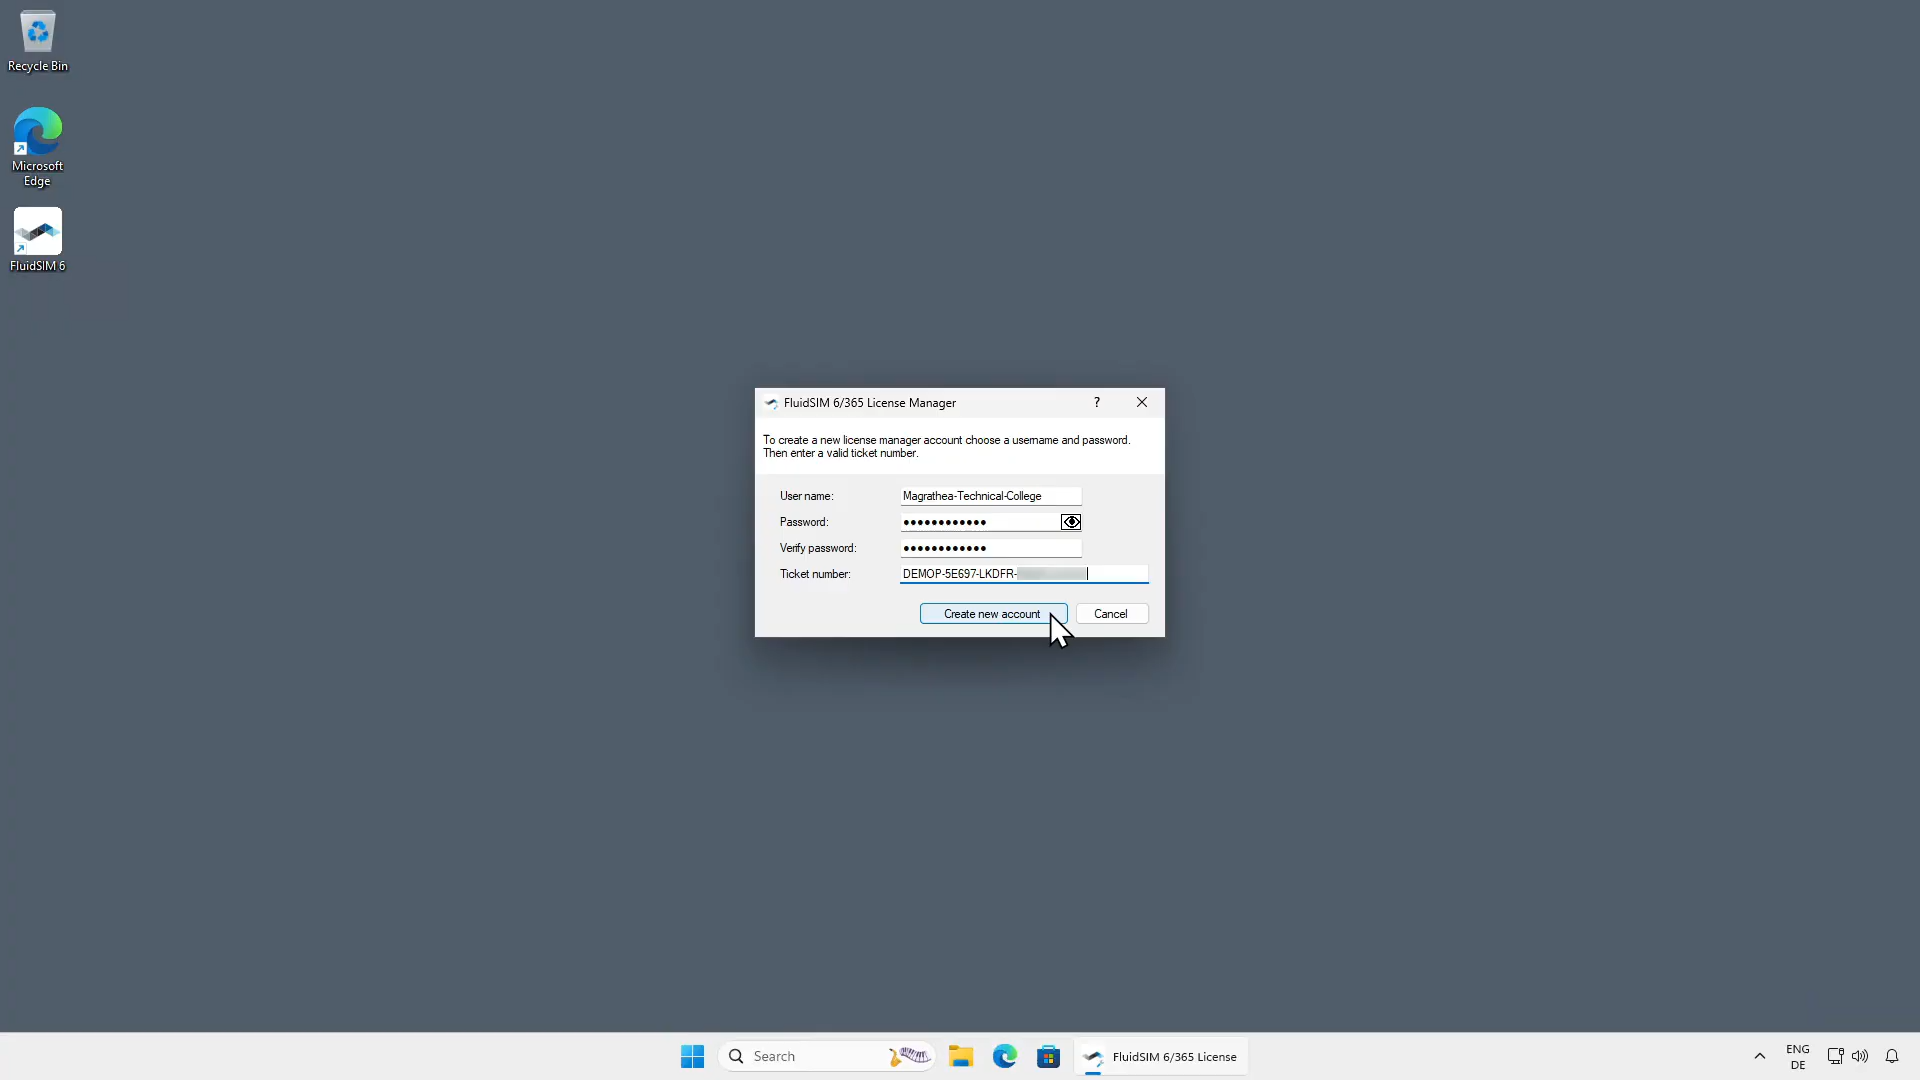 Recycle Bin
Microsoft
Edge
FluidSIM 6
FluidSIM 6/365 License Manager
?
To create a new license manager account choose a username and password.
Then enter a valid ticket number.
User name:
Magrathea-Technical-College
Password:
●●●●●●●●●●●●
Verify password:
●●●●●●●●●●●●
Ticket number:
DEMOP-5E697-LKDFR-
Create new account
Cancel
Search
FluidSIM 6/365 License
ENG
DE